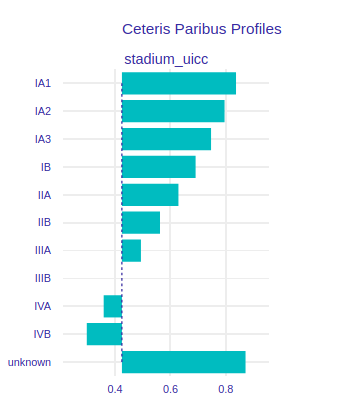 Ceteris Paribus Profiles
stadium_uicc
IA1
IA2
IA3
IB
IIA
IIB
IIIA
IIIB
IVA
IVB
unknown
0.4 0.6 0.8